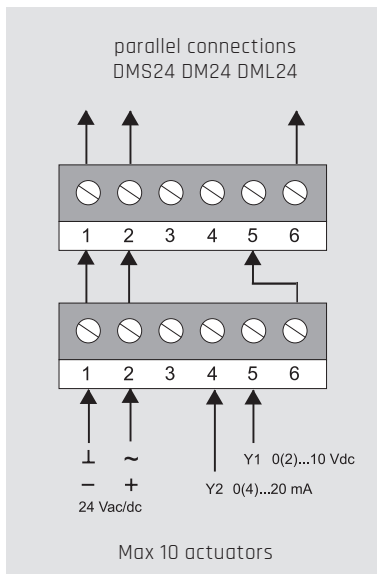 parallel connections
DMS24 DM24 DML24
1 2 3 4 5 6
1 2 3 4 5 6
⊥ ~
Y1 0(2)...10 Vdc
− +
Y2 0(4)...20 mA
24 Vac/dc
Max 10 actuators